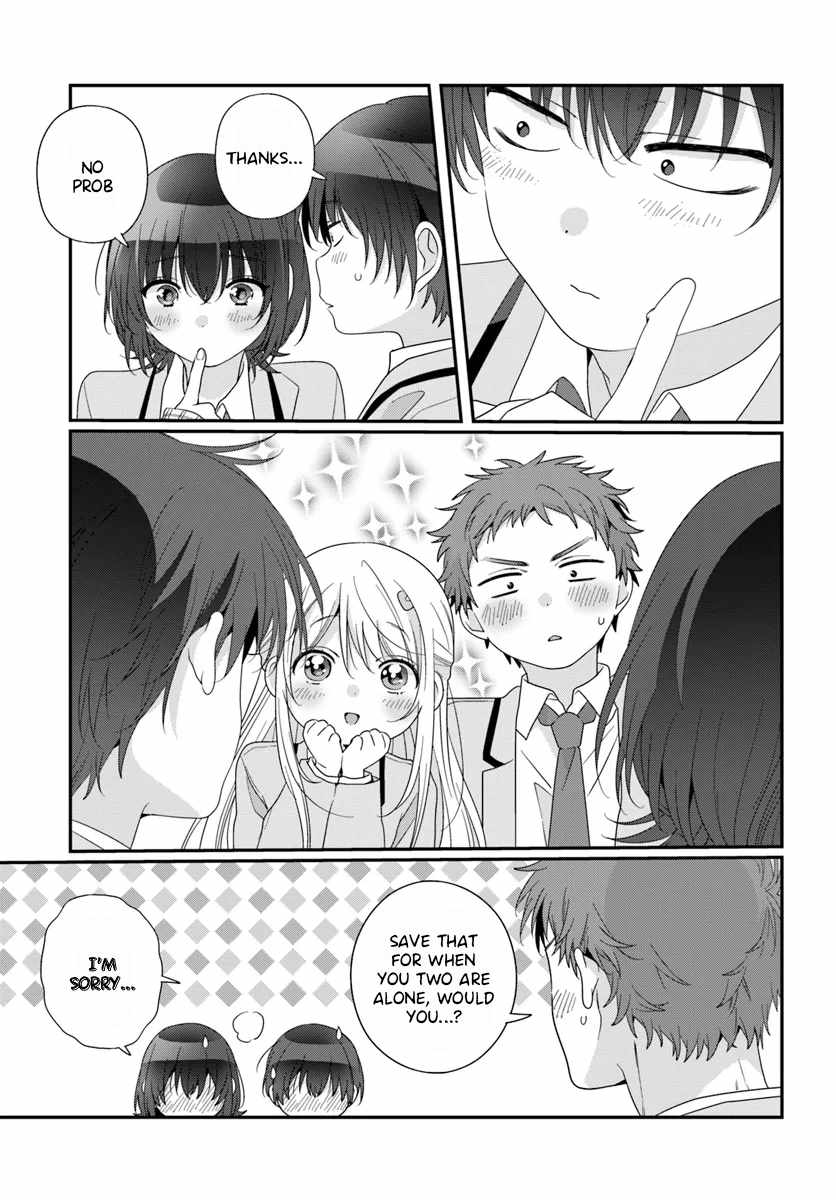 THANKS...
NO
PROB
SAVE THAT
FOR WHEN
YOU TWO ARE
ALONE, WOULD
YOU...?
I'M
SORRY...